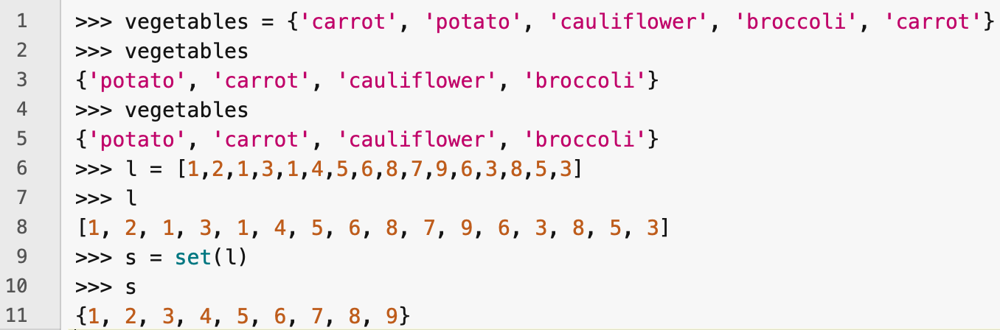 1 >>> vegetables = {'carrot', 'potato', 'cauliflower', 'broccoli', 'carrot'}
2 >>> vegetables
3 {'potato', 'carrot', 'cauliflower', 'broccoli'}
4 >>> vegetables
5 {'potato', 'carrot', 'cauliflower', 'broccoli'}
6 >>> l = [1,2,1,3,1,4,5,6,8,7,9,6,3,8,5,3]
7 >>> l
8 [1, 2, 1, 3, 1, 4, 5, 6, 8, 7, 9, 6, 3, 8, 5, 3]
9 >>> s = set(l)
10 >>> s
11 {1, 2, 3, 4, 5, 6, 7, 8, 9}